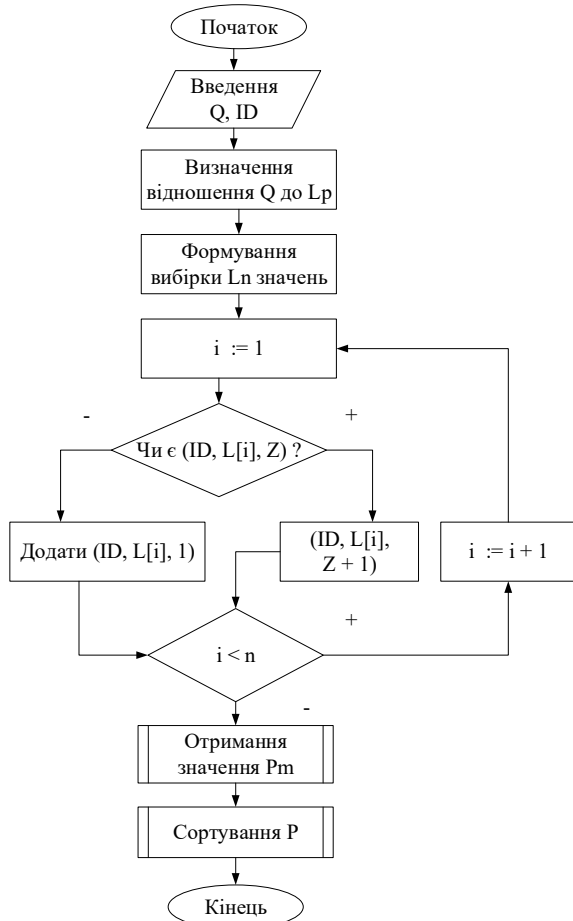 Початок
Введення
Q, ID
Визначення
відношення Q до Lp
Формування
вибірки Ln значень
i := 1
-
+
Чи є (ID, L[i], Z) ?
Додати (ID, L[i], 1)
(ID, L[i],
Z + 1)
i := i + 1
+
i < n
-
Отримання
значення Pm
Сортування P
Кінець